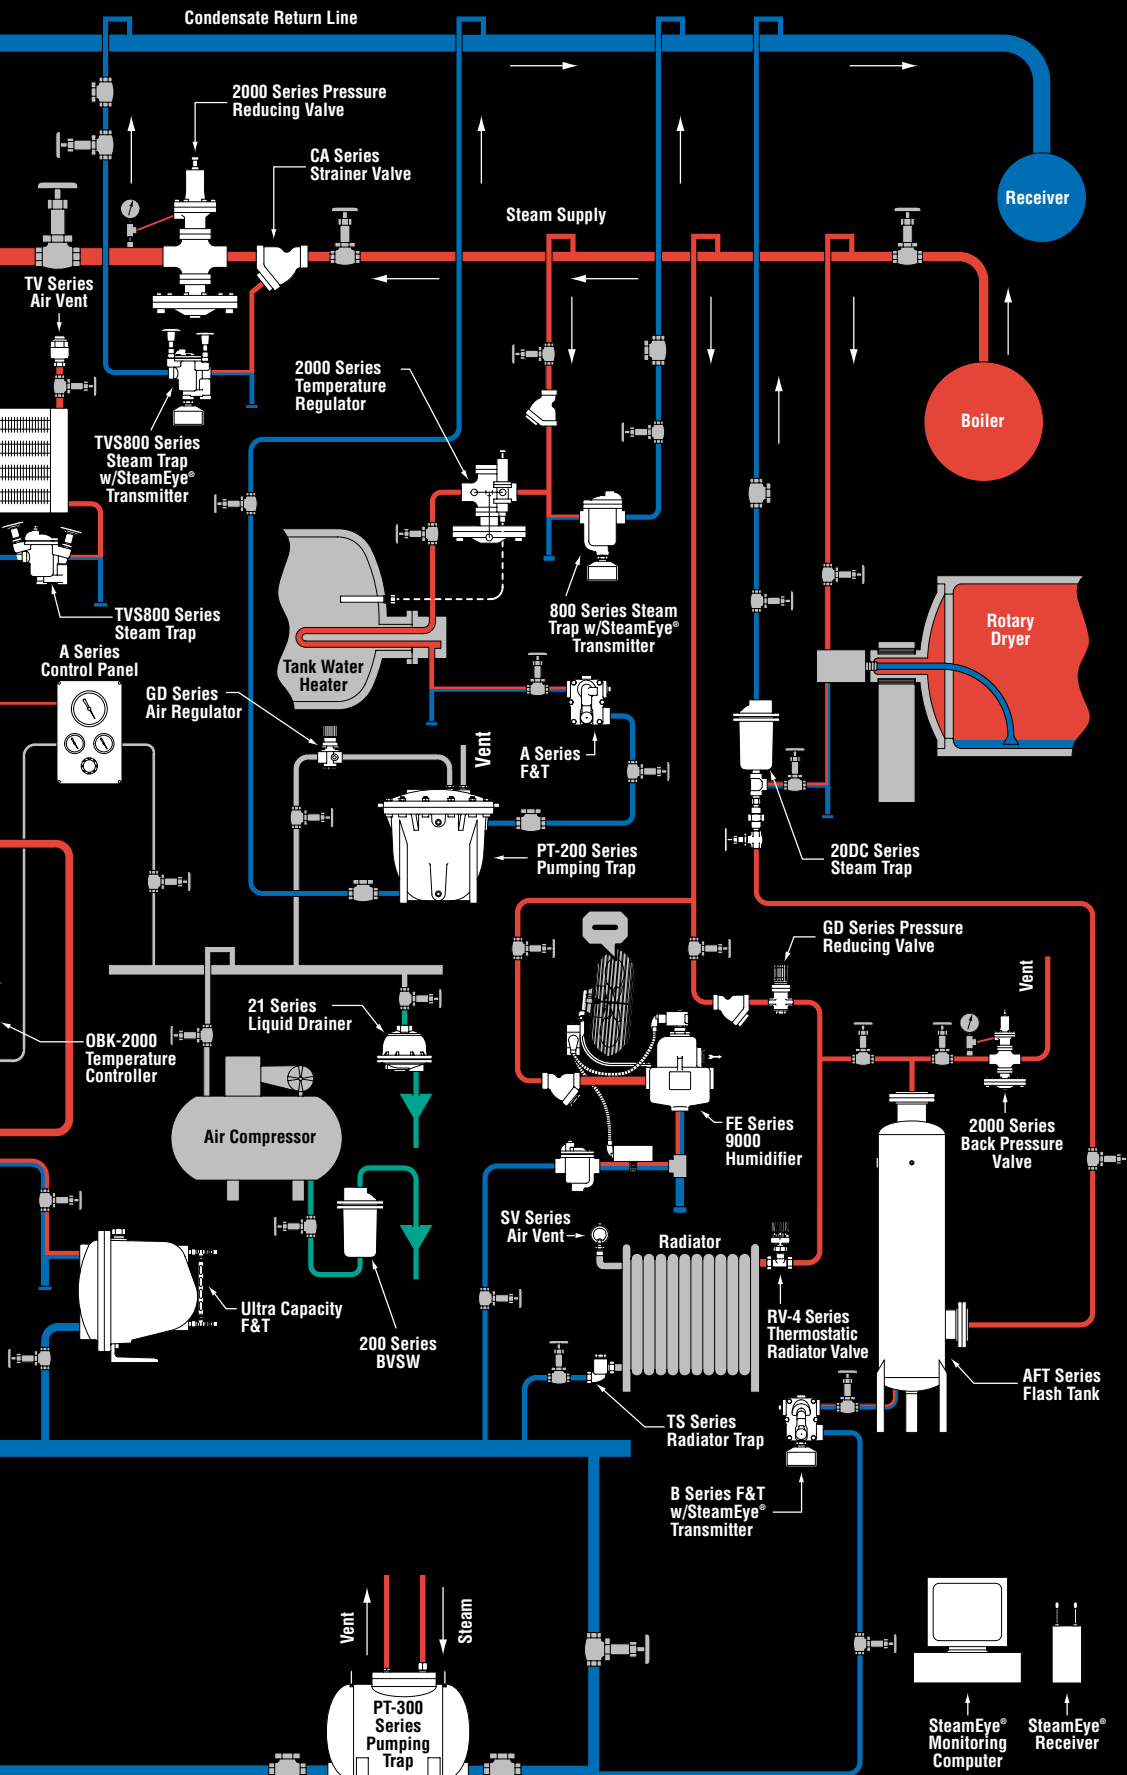 Condensate Return Line
2000 Series Pressure
Reducing Valve
CA Series
Strainer Valve
Receiver
Steam Supply
TV Series
Air Vent
2000 Series
Temperature
Regulator
Boiler
TVS800 Series
Steam Trap
w/SteamEye®
Transmitter
TVS800 Series
Steam Trap
800 Series Steam
Trap w/SteamEye®
Transmitter
Rotary
Dryer
A Series
Control Panel
Tank Water
Heater
GD Series
Air Regulator
Vent
A Series
F&T
PT-200 Series
Pumping Trap
20DC Series
Steam Trap
GD Series Pressure
Reducing Valve
Vent
21 Series
Liquid Drainer
OBK-2000
Temperature
Controller
Air Compressor
FE Series
9000
Humidifier
2000 Series
Back Pressure
Valve
SV Series
Air Vent
Radiator
Ultra Capacity
F&T
200 Series
BVSW
RV-4 Series
Thermostatic
Radiator Valve
AFT Series
Flash Tank
TS Series
Radiator Trap
B Series F&T
w/SteamEye®
Transmitter
Vent
Steam
PT-300
Series
Pumping
Trap
SteamEye®
Monitoring
Computer
SteamEye®
Receiver